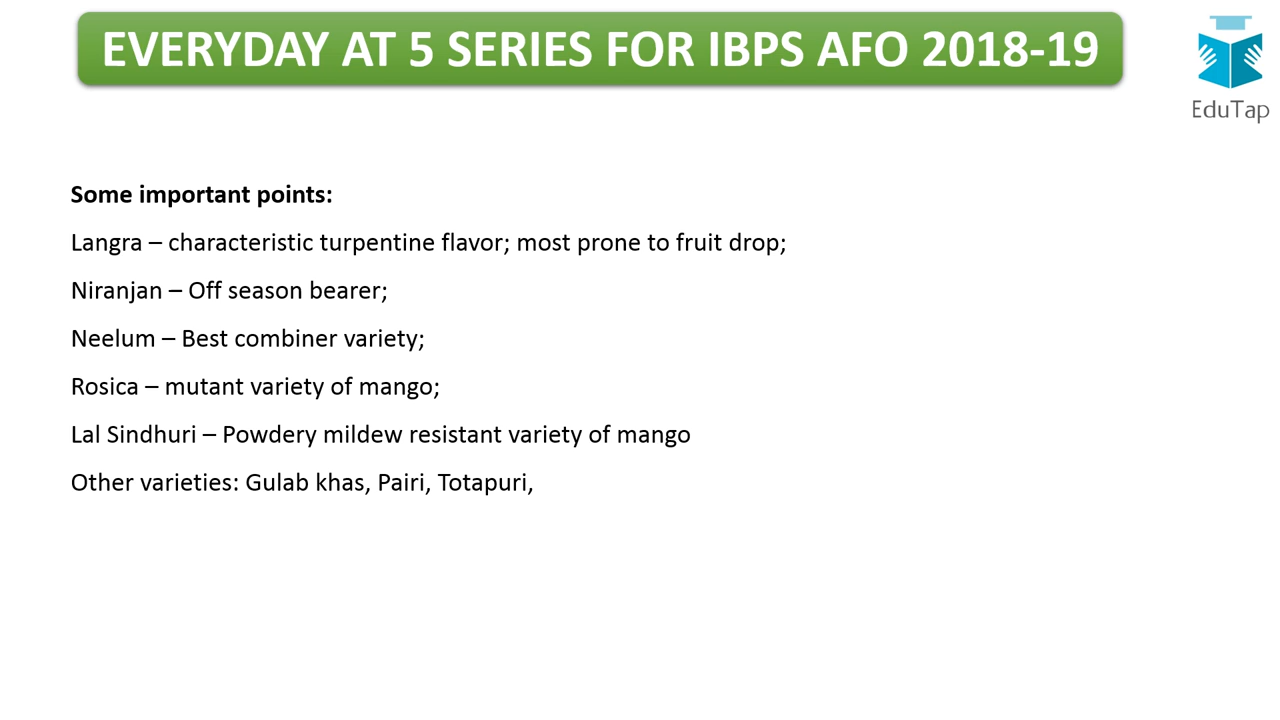 EVERYDAY AT 5 SERIES FOR IBPS AFO 2018-19
EduTap
Some important points:
Langra – characteristic turpentine flavor; most prone to fruit drop;
Niranjan – Off season bearer;
Neelum – Best combiner variety;
Rosica – mutant variety of mango;
Lal Sindhuri – Powdery mildew resistant variety of mango
Other varieties: Gulab khas, Pairi, Totapuri,